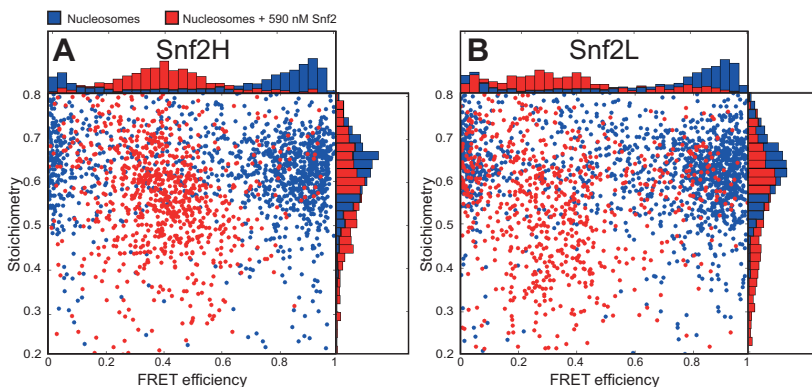 Nucleosomes Nucleosomes + 590 nM Snf2
A Snf2H
B Snf2L
Stoichiometry
0.8
0.7
0.6
0.5
0.4
0.3
0.2
0 0.2 0.4 0.6 0.8 1
FRET efficiency
Stoichiometry
0.8
0.7
0.6
0.5
0.4
0.3
0.2
0 0.2 0.4 0.6 0.8 1
FRET efficiency